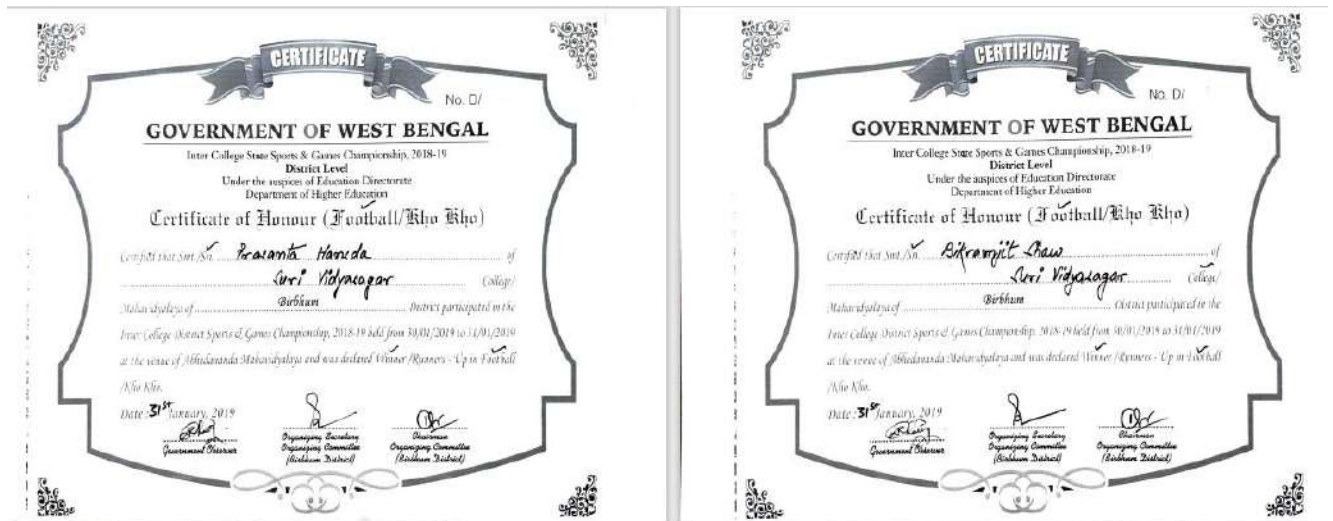 CERTIFICATE
No. D/
GOVERNMENT OF WEST BENGAL
Inter College State Sports & Games Championship, 2018-19
District Level
Under the auspices of Education Directorate
Department of Higher Education
Certificate of Honour (Football/Kho Kho)
Certified that Smt./Sri. Prasanta Hansda of
Suri Vidyasagar College/
Mahavidyalaya of Birbhum District participated in the
Inter College District Sports & Games Championship, 2018-19 held from 30/01/2019 to 31/01/2019
at the venue of Abhedananda Mahavidyalaya and was declared Winner /Runners - Up in Football
/Kho Kho.
Date : 31st January, 2019
Government Observer
Organizing Secretary
Organizing Committee
(Birbhum District)
Chairman
Organizing Committee
(Birbhum District)
CERTIFICATE
No. D/
GOVERNMENT OF WEST BENGAL
Inter College State Sports & Games Championship, 2018-19
District Level
Under the auspices of Education Directorate
Department of Higher Education
Certificate of Honour (Football/Kho Kho)
Certified that Smt./Sri. Bikramjit Shaw of
Suri Vidyasagar College/
Mahavidyalaya of Birbhum District participated in the
Inter College District Sports & Games Championship, 2018-19 held from 30/01/2019 to 31/01/2019
at the venue of Abhedananda Mahavidyalaya and was declared Winner /Runners - Up in Football
/Kho Kho.
Date : 31st January, 2019
Government Observer
Organizing Secretary
Organizing Committee
(Birbhum District)
Chairman
Organizing Committee
(Birbhum District)